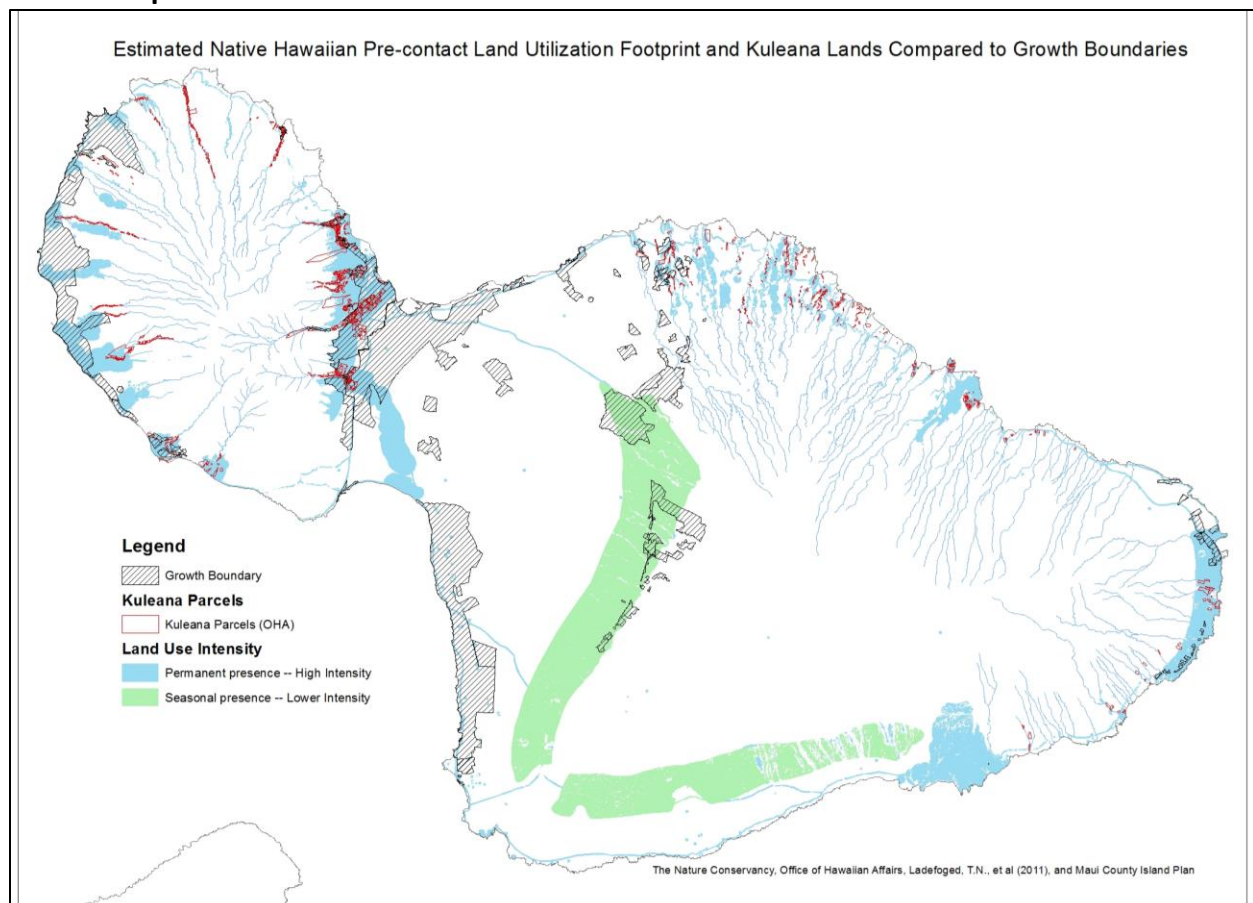 Estimated Native Hawaiian Pre-contact Land Utilization Footprint and Kuleana Lands Compared to Growth Boundaries
Legend
Growth Boundary
Kuleana Parcels
Kuleana Parcels (OHA)
Land Use Intensity
Permanent presence -- High Intensity
Seasonal presence -- Lower Intensity
The Nature Conservancy, Office of Hawaiian Affairs, Ladefoged, T.N., et al (2011), and Maui County Island Plan